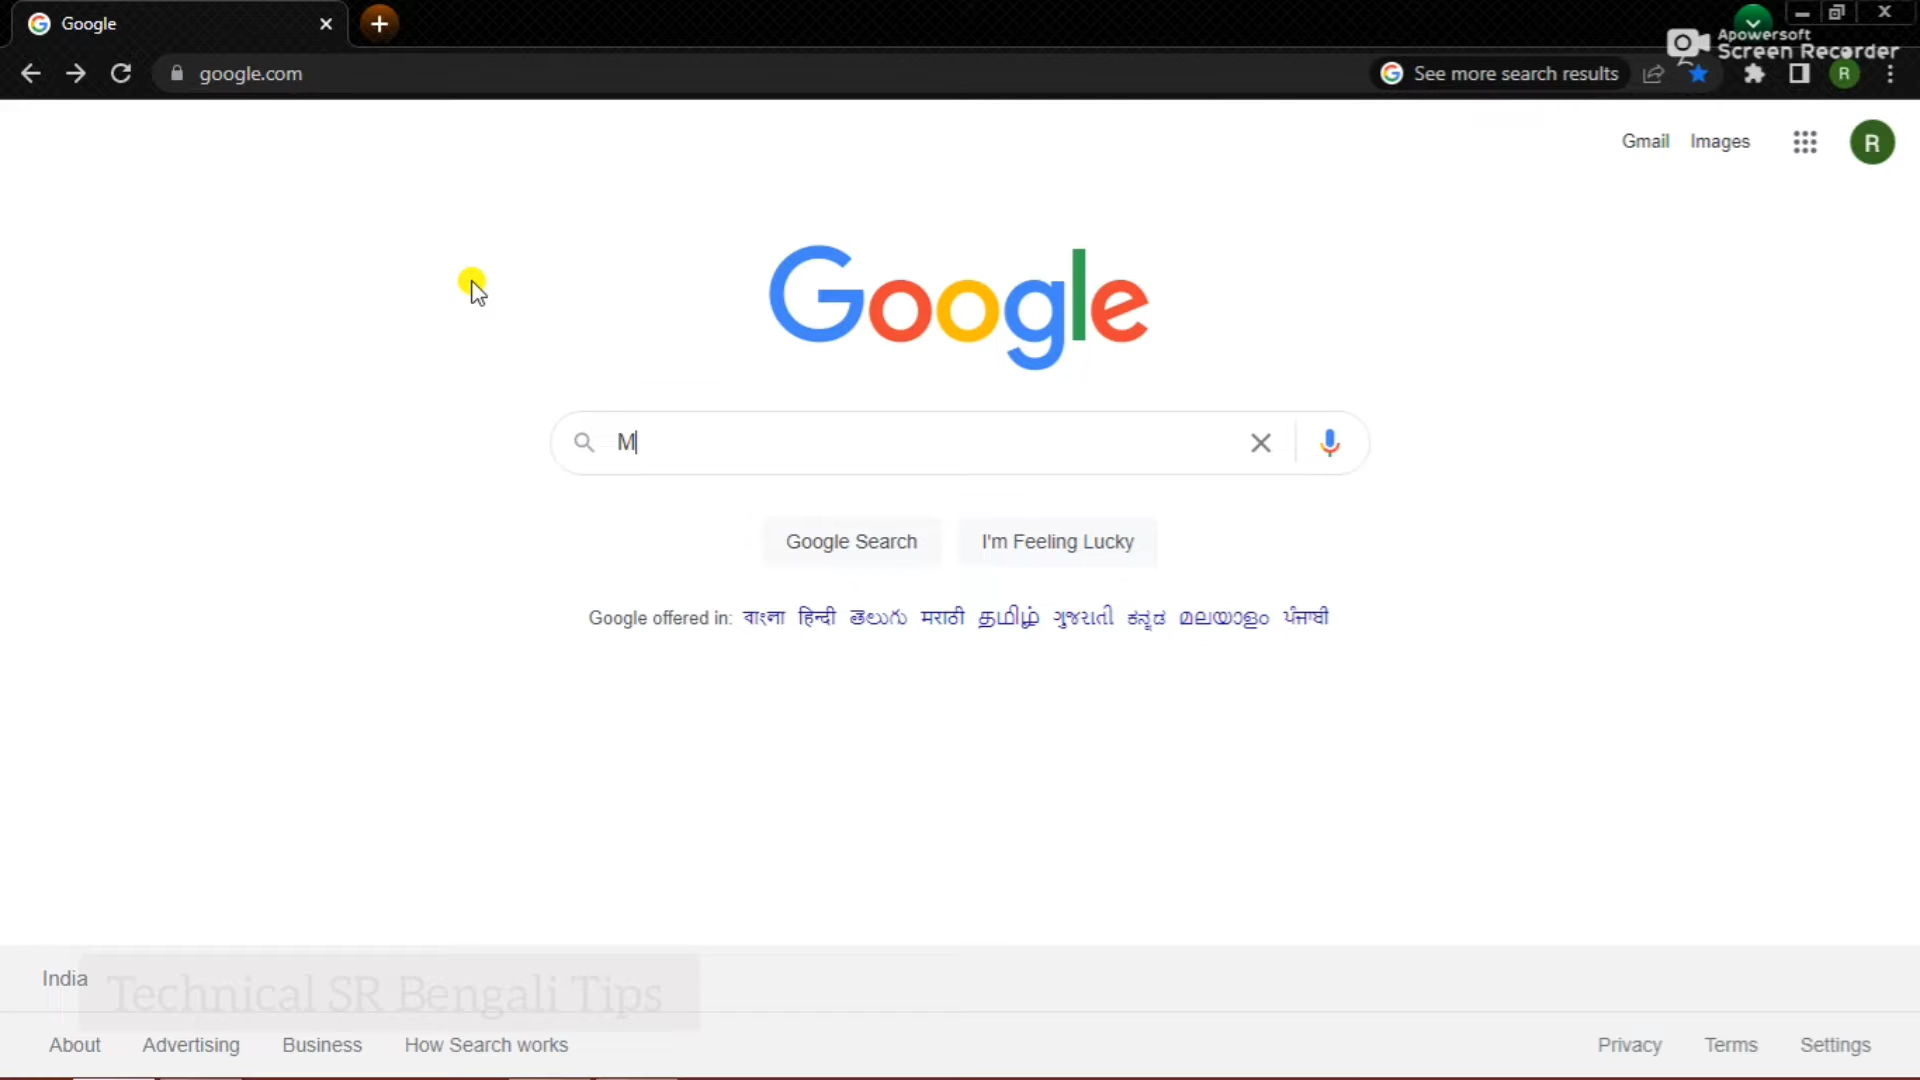 Google
Apowersoft
Screen Recorder
google.com
See more search results
R
Gmail Images
R
Google
M
Google Search I'm Feeling Lucky
Google offered in: বাংলা हिन्दी తెలుగు मराठी தமிழ் ગુજરાતી ಕನ್ನಡ മലയാളം ਪੰਜਾਬੀ
India
Technical SR Bengali Tips
About Advertising Business How Search works Privacy Terms Settings